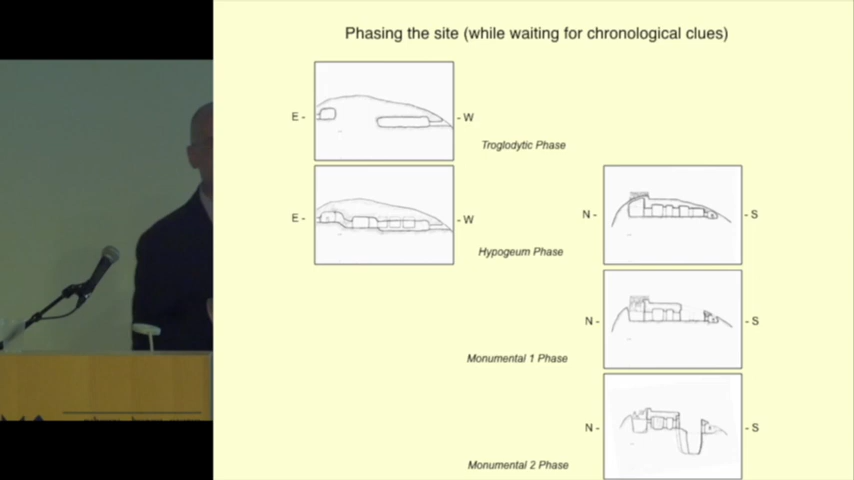 Phasing the site (while waiting for chronological clues)
E - - W
Troglodytic Phase
E - - W
Hypogeum Phase
N - - S
N - - S
Monumental 1 Phase
N - - S
Monumental 2 Phase